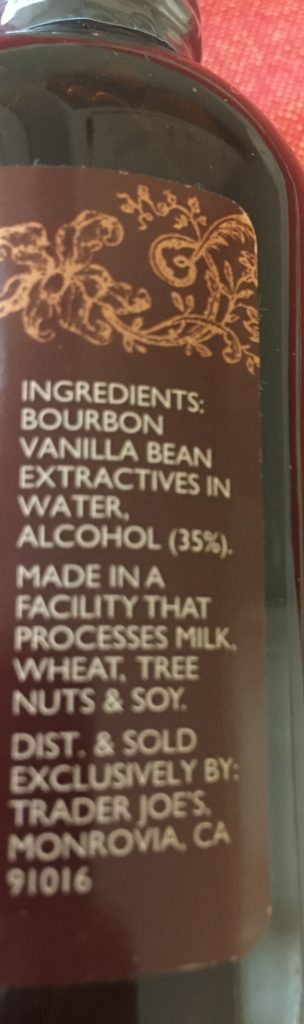 INGREDIENTS:
BOURBON
VANILLA BEAN
EXTRACTIVES IN
WATER,
ALCOHOL (35%).
MADE IN A
FACILITY THAT
PROCESSES MILK,
WHEAT, TREE
NUTS & SOY.
DIST. & SOLD
EXCLUSIVELY BY:
TRADER JOE'S,
MONROVIA, CA
91016